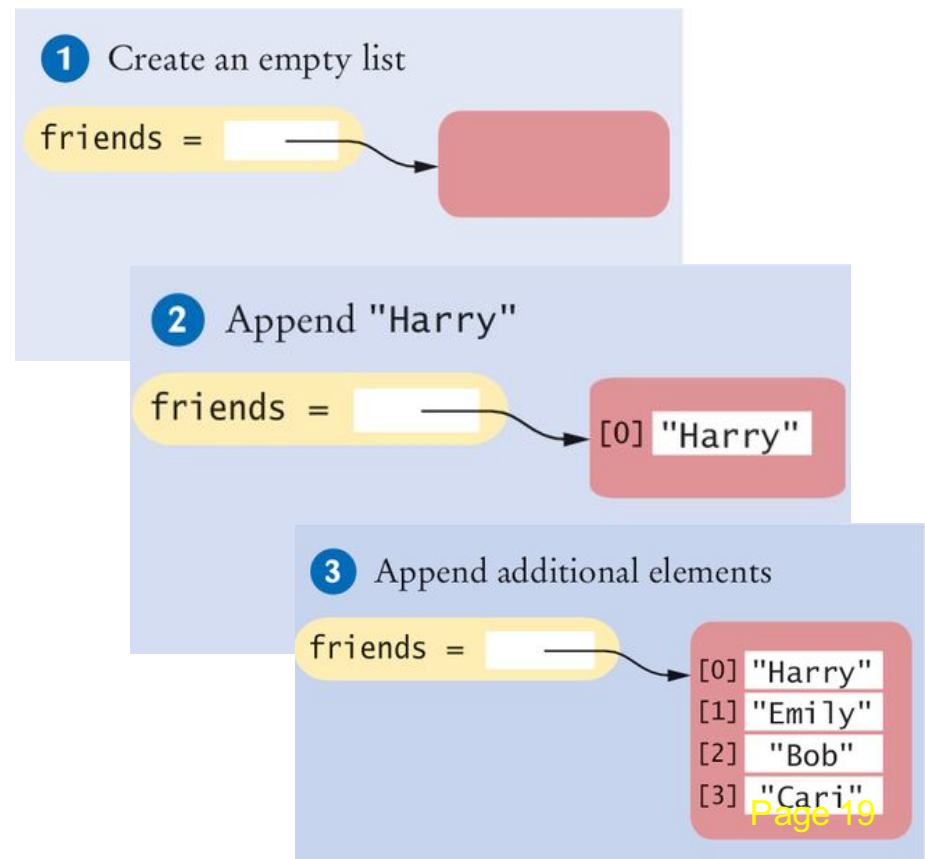 1 Create an empty list
friends =
2 Append "Harry"
friends =
[0] "Harry"
3 Append additional elements
friends =
[0] "Harry"
[1] "Emily"
[2] "Bob"
[3] "Cari"
Page 19